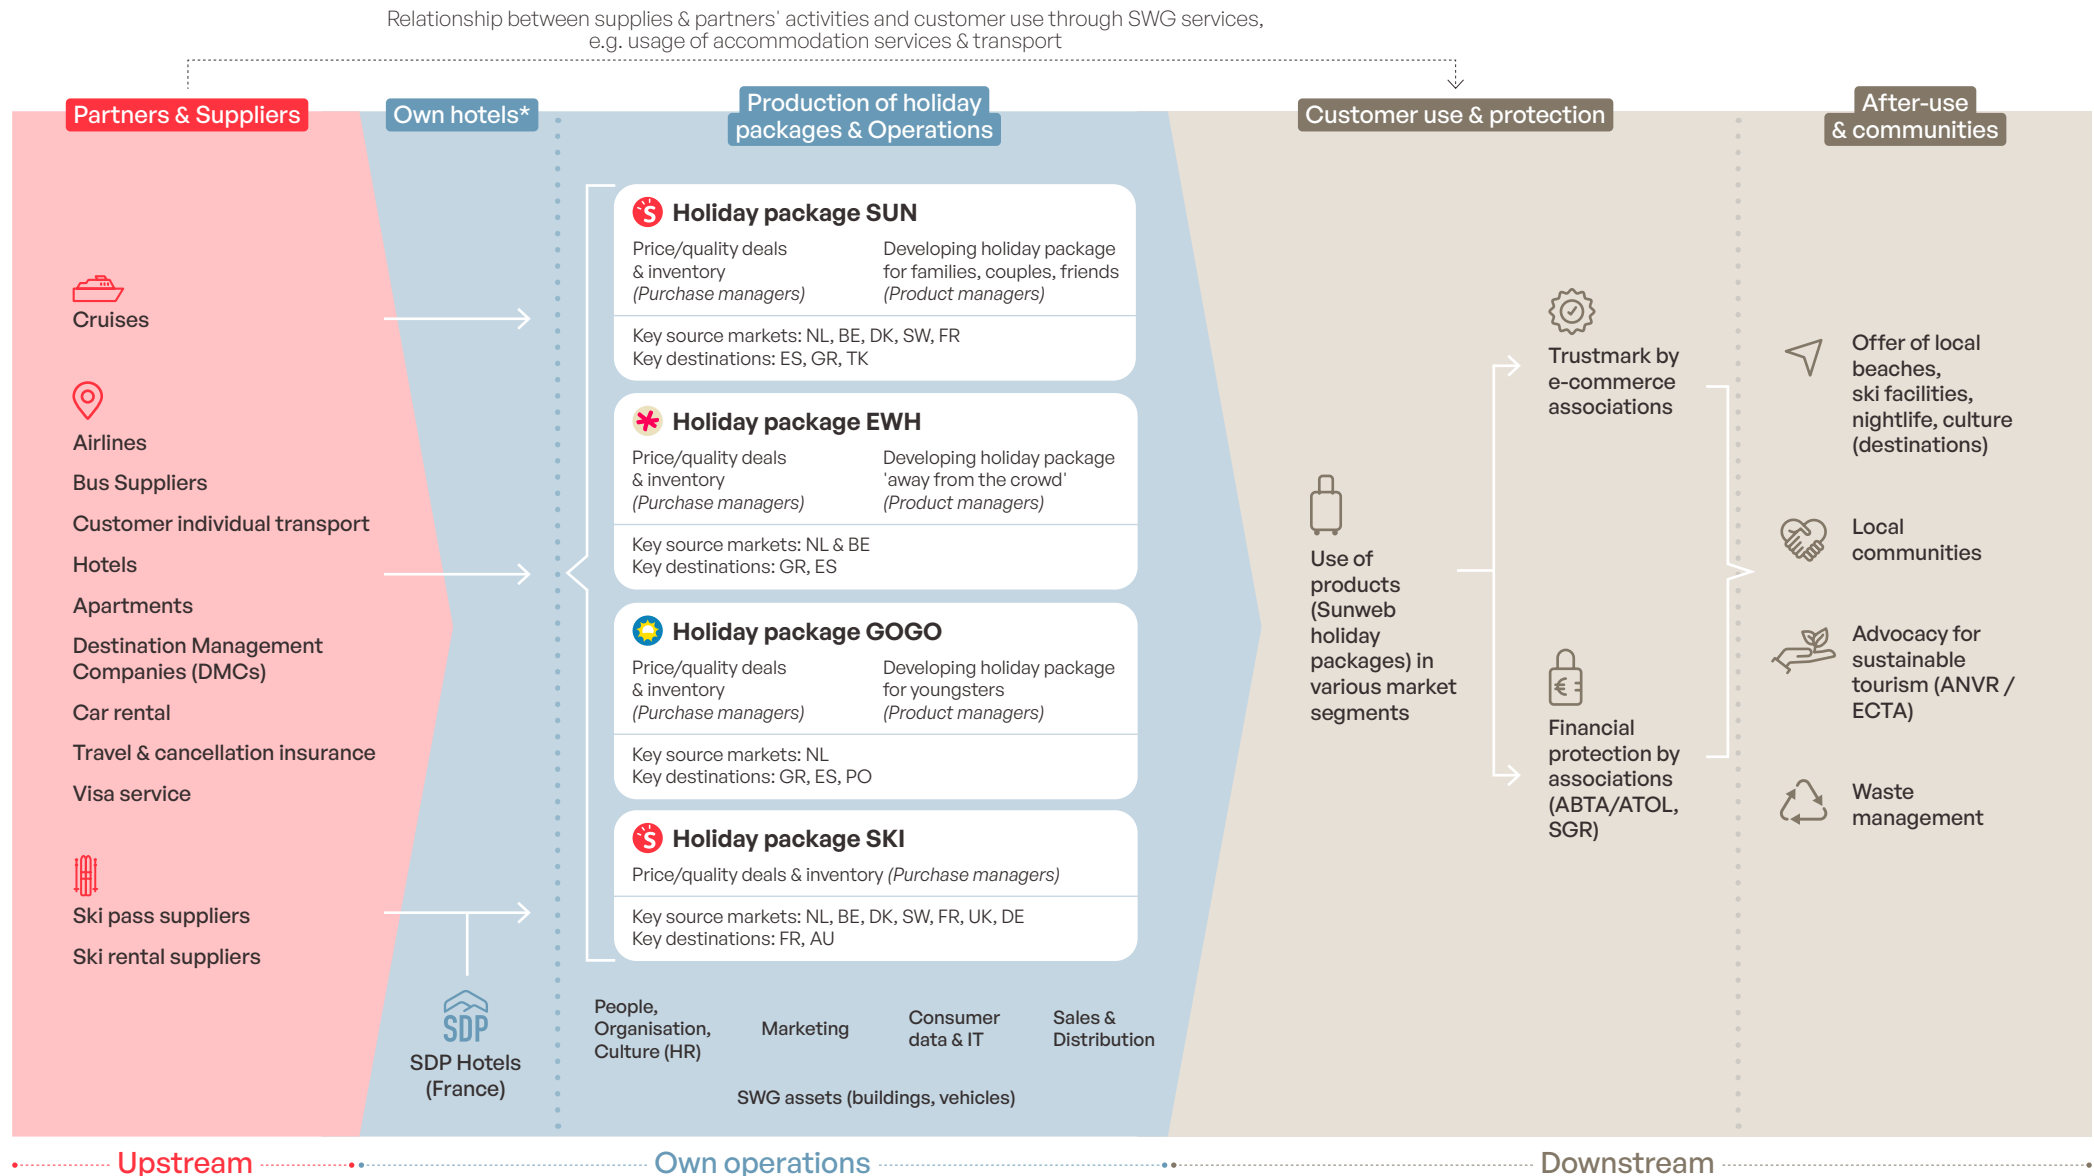 Relationship between supplies & partners' activities and customer use through SWG services,
e.g. usage of accommodation services & transport
Partners & Suppliers
Own hotels*
Production of holiday
packages & Operations
Customer use & protection
After-use
& communities
Cruises
Airlines
Bus Suppliers
Customer individual transport
Hotels
Apartments
Destination Management
Companies (DMCs)
Car rental
Travel & cancellation insurance
Visa service
Ski pass suppliers
Ski rental suppliers
SDP
SDP Hotels
(France)
S
Holiday package SUN
Price/quality deals
& inventory
(Purchase managers)
Developing holiday package
for families, couples, friends
(Product managers)
Key source markets: NL, BE, DK, SW, FR
Key destinations: ES, GR, TK
Holiday package EWH
Price/quality deals
& inventory
(Purchase managers)
Developing holiday package
'away from the crowd'
(Product managers)
Key source markets: NL & BE
Key destinations: GR, ES
Holiday package GOGO
Price/quality deals
& inventory
(Purchase managers)
Developing holiday package
for youngsters
(Product managers)
Key source markets: NL
Key destinations: GR, ES, PO
S
Holiday package SKI
Price/quality deals & inventory (Purchase managers)
Key source markets: NL, BE, DK, SW, FR, UK, DE
Key destinations: FR, AU
People,
Organisation,
Culture (HR)
Marketing
Consumer
data & IT
Sales &
Distribution
SWG assets (buildings, vehicles)
Use of
products
(Sunweb
holiday
packages) in
various market
segments
Trustmark by
e-commerce
associations
€
Financial
protection by
associations
(ABTA/ATOL,
SGR)
Offer of local
beaches,
ski facilities,
nightlife, culture
(destinations)
Local
communities
Advocacy for
sustainable
tourism (ANVR /
ECTA)
Waste
management
Upstream
Own operations
Downstream